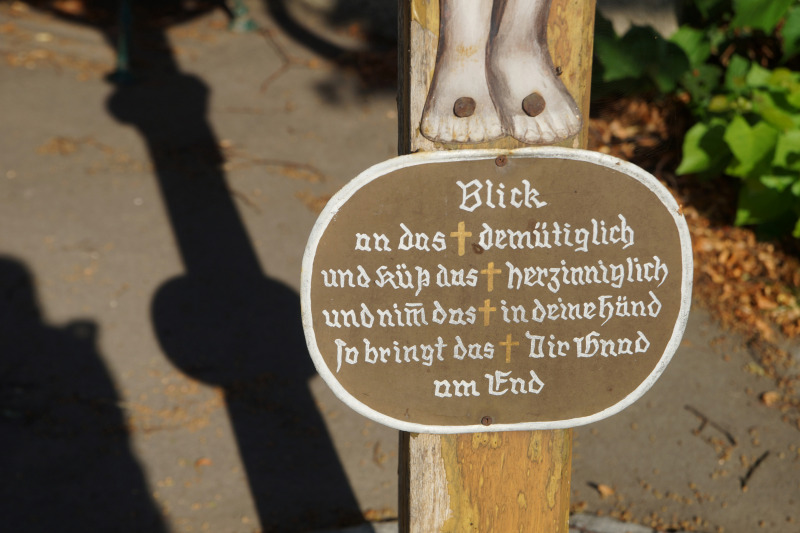 Blick
an das ✝ demütiglich
und küß das ✝ herzinniglich
und nim̅ das ✝ in deine Händ
so bringt das ✝ Dir Gnad
am End